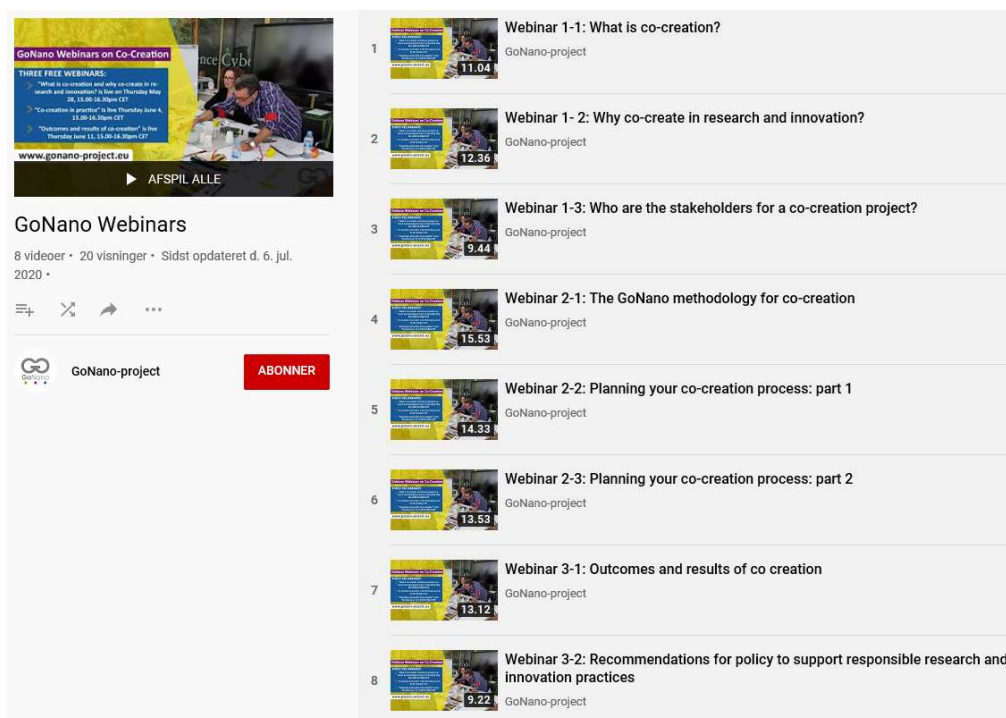 GoNano Webinars on Co-Creation
THREE FREE WEBINARS:
"What is co-creation and why co-create in re-
search and innovation? is live on Thursday May
28, 15.00-16.30pm CET
"Co-creation in practice" is live Thursday June 4,
15.00-16.30pm CET
"Outcomes and results of co-creation" is live
Thursday June 11, 15.00-16.30pm CET
www.gonano-project.eu
AFSPIL ALLE
GoNano Webinars
8 videoer • 20 visninger • Sidst opdateret d. 6. jul.
2020 •
GoNano-project
ABONNER
1
Webinar 1-1: What is co-creation?
GoNano-project
11.04
2
Webinar 1- 2: Why co-create in research and innovation?
GoNano-project
12.36
3
Webinar 1-3: Who are the stakeholders for a co-creation project?
GoNano-project
9.44
4
Webinar 2-1: The GoNano methodology for co-creation
GoNano-project
15.53
5
Webinar 2-2: Planning your co-creation process: part 1
GoNano-project
14.33
6
Webinar 2-3: Planning your co-creation process: part 2
GoNano-project
13.53
7
Webinar 3-1: Outcomes and results of co creation
GoNano-project
13.12
8
Webinar 3-2: Recommendations for policy to support responsible research and
innovation practices
GoNano-project
9.22